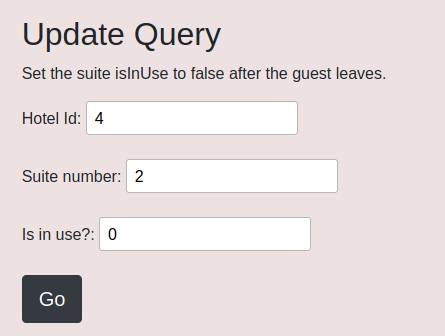 Update Query
Set the suite isInUse to false after the guest leaves.
Hotel Id: 4
Suite number: 2
Is in use?: 0
Go